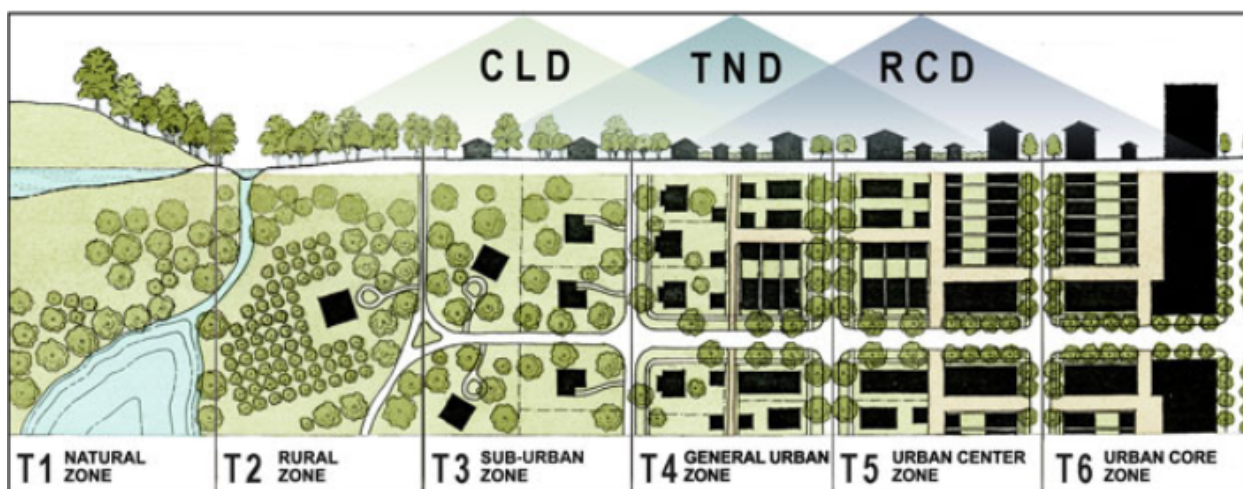 CLD
TND
RCD
T1 NATURAL
ZONE
T2 RURAL
ZONE
T3 SUB-URBAN
ZONE
T4 GENERAL URBAN
ZONE
T5 URBAN CENTER
ZONE
T6 URBAN CORE
ZONE